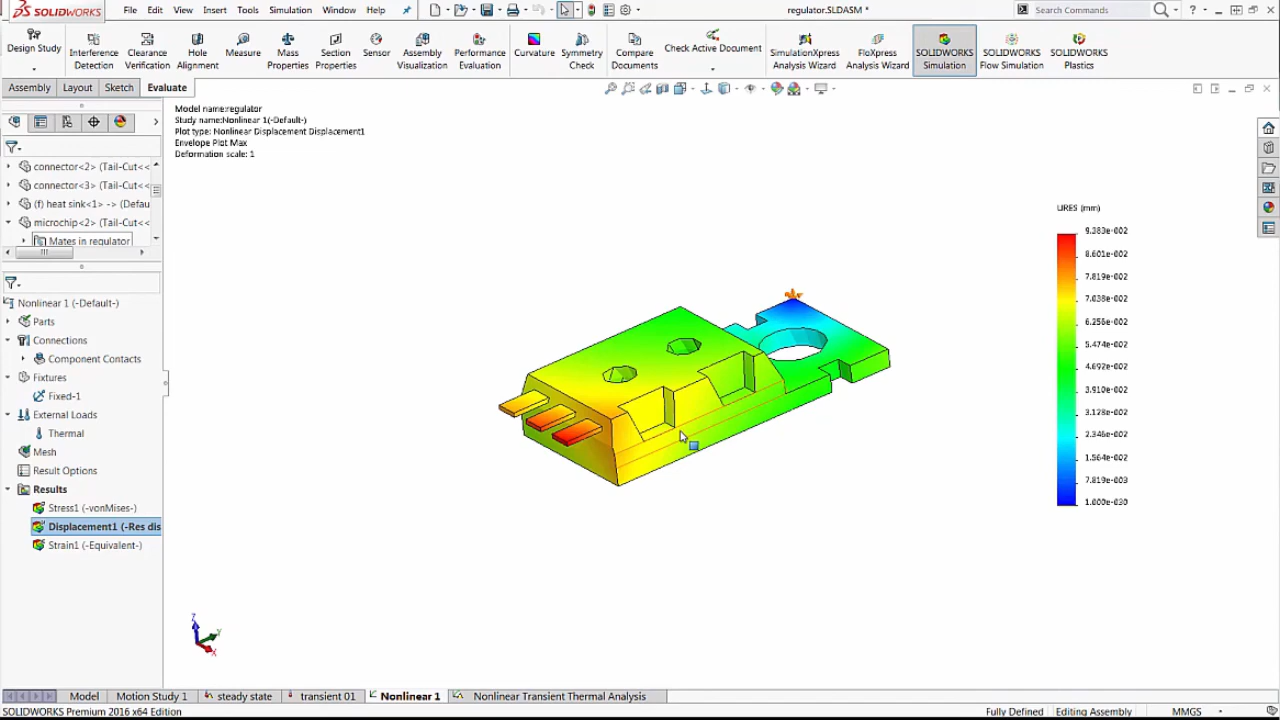 SOLIDWORKS File Edit View Insert Tools Simulation Window Help regulator.SLDASM * Search Commands
Design Study Interference Detection Clearance Verification Hole Alignment Measure Mass Properties Section Properties Sensor Assembly Visualization Performance Evaluation Curvature Symmetry Check Compare Documents Check Active Document SimulationXpress Analysis Wizard FloXpress Analysis Wizard SOLIDWORKS Simulation SOLIDWORKS Flow Simulation SOLIDWORKS Plastics
Assembly Layout Sketch Evaluate
Model name:regulator
Study name:Nonlinear 1(-Default-)
Plot type: Nonlinear Displacement Displacement1
Envelope Plot Max
Deformation scale: 1
connector<2> (Tail-Cut<<
connector<3> (Tail-Cut<<
(f) heat sink<1> -> (Defau
microchip<2> (Tail-Cut<<
Mates in regulator
Nonlinear 1 (-Default-)
Parts
Connections
Component Contacts
Fixtures
Fixed-1
External Loads
Thermal
Mesh
Result Options
Results
Stress1 (-vonMises-)
Displacement1 (-Res dis
Strain1 (-Equivalent-)
URES (mm)
9.383e-002
8.601e-002
7.819e-002
7.038e-002
6.256e-002
5.474e-002
4.692e-002
3.910e-002
3.128e-002
2.346e-002
1.564e-002
7.819e-003
1.000e-030
Z
Y
X
Model Motion Study 1 steady state transient 01 Nonlinear 1 Nonlinear Transient Thermal Analysis
SOLIDWORKS Premium 2016 x64 Edition Fully Defined Editing Assembly MMGS